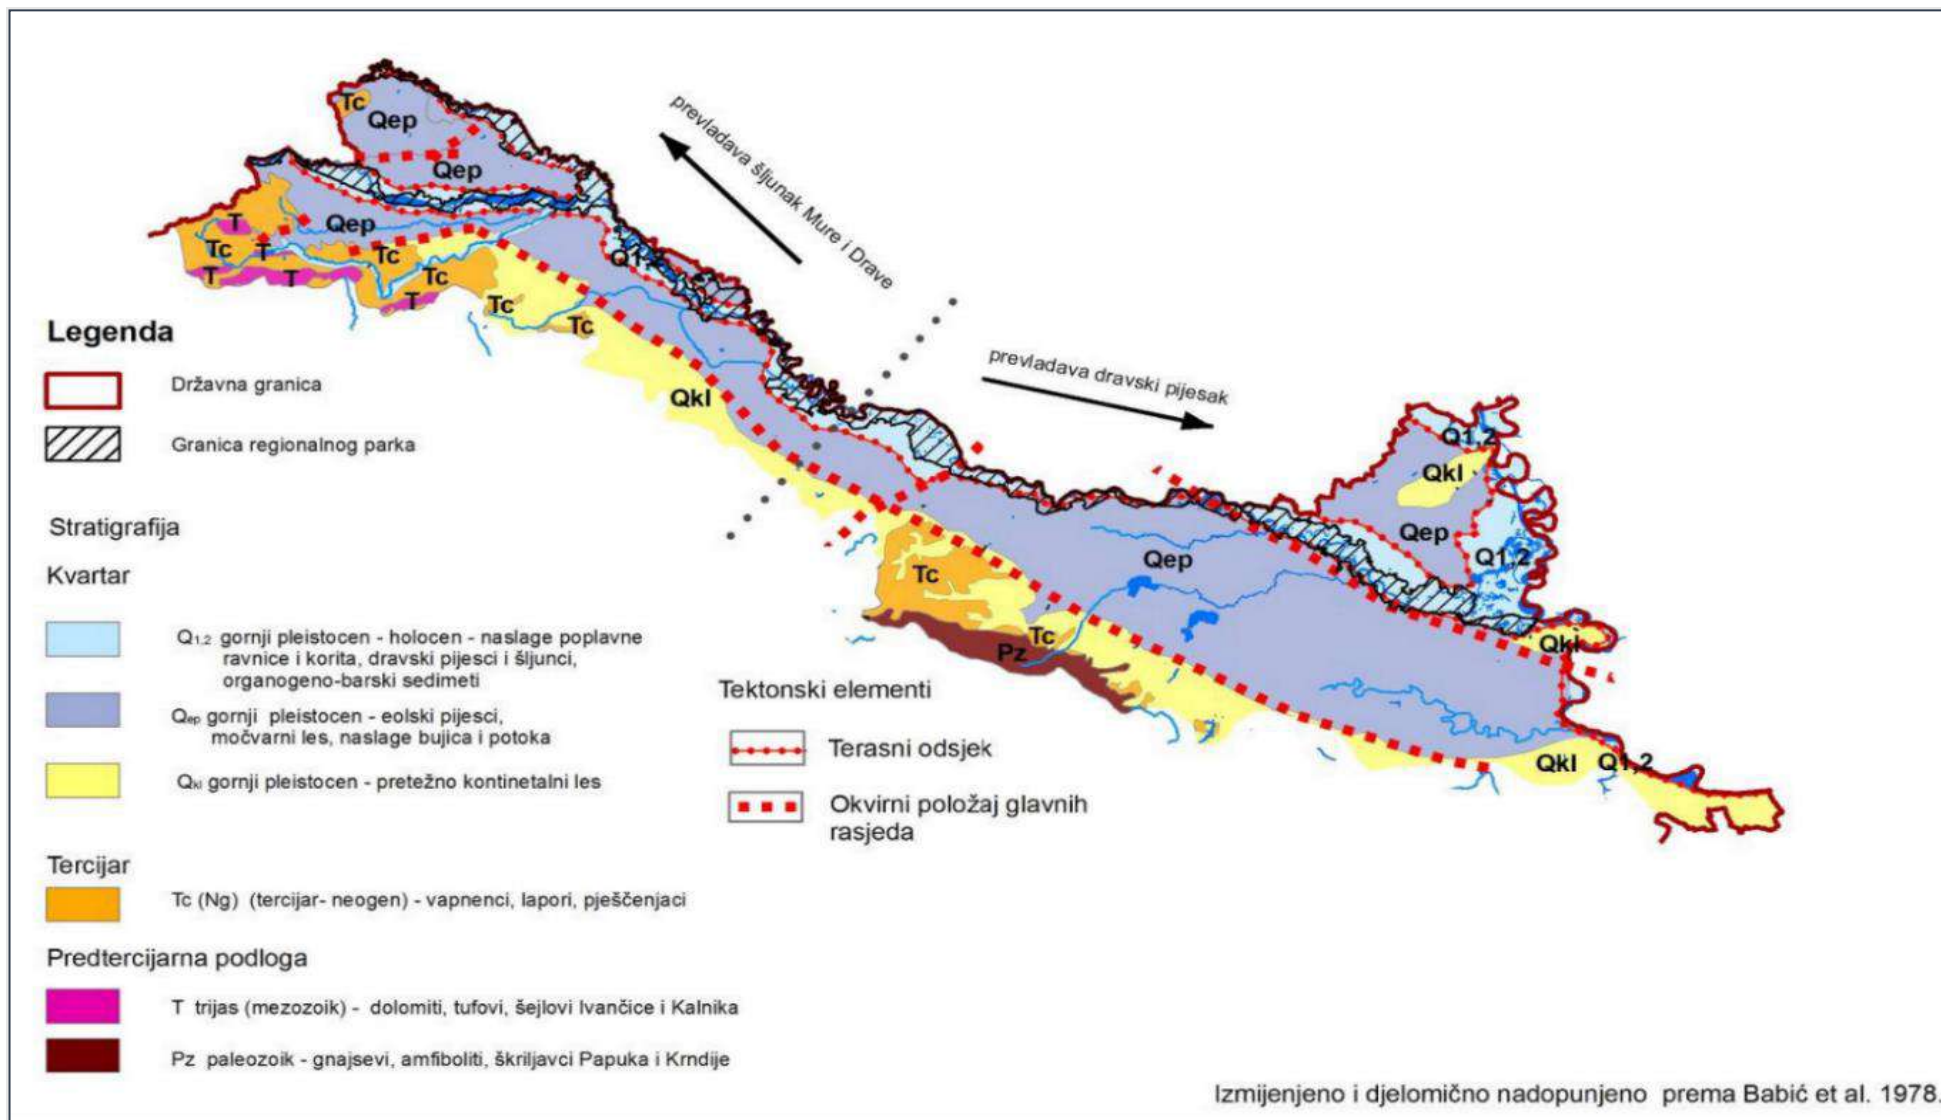 Tc
Qep
Qep
prevladava šljunak Mure i Drave
T
Qep
Tc
T
Tc
T
T
Tc
T
Q1,2
Tc
Tc
Qkl
prevladava dravski pijesak
Q1,2
Qkl
Qep
Q1,2
Qep
Tc
Tc
Pz
Qkl
Qkl
Q1,2
Legenda
Državna granica
Granica regionalnog parka
Stratigrafija
Kvartar
Q1,2 gornji pleistocen - holocen - naslage poplavne
ravnice i korita, dravski pijesci i šljunci,
organogeno-barski sedimeti
Qep gornji pleistocen - eolski pijesci,
močvarni les, naslage bujica i potoka
Qkl gornji pleistocen - pretežno kontinetalni les
Tercijar
Tc (Ng) (tercijar- neogen) - vapnenci, lapori, pješčenjaci
Predtercijarna podloga
T trijas (mezozoik) - dolomiti, tufovi, šejlovi Ivančice i Kalnika
Pz paleozoik - gnajsevi, amfiboliti, škriljavci Papuka i Krndije
Tektonski elementi
Terasni odsjek
Okvirni položaj glavnih
rasjeda
Izmijenjeno i djelomično nadopunjeno prema Babić et al. 1978.